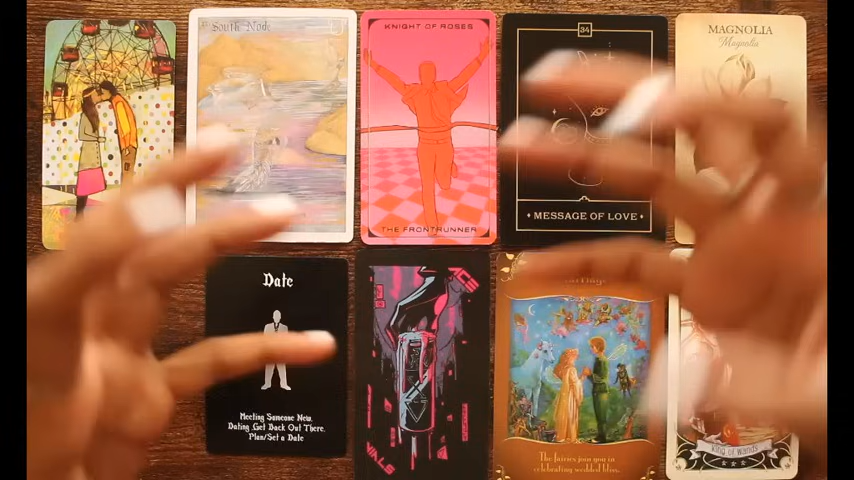 South Node
KNIGHT OF ROSES
THE FRONTRUNNER
34
MESSAGE OF LOVE
MAGNOLIA
Magnolia
Date
Meeting Someone New.
Dating. Get Back Out There.
Plan/Set a Date
The fairies join you in
celebrating wedded bliss.
King of Wands